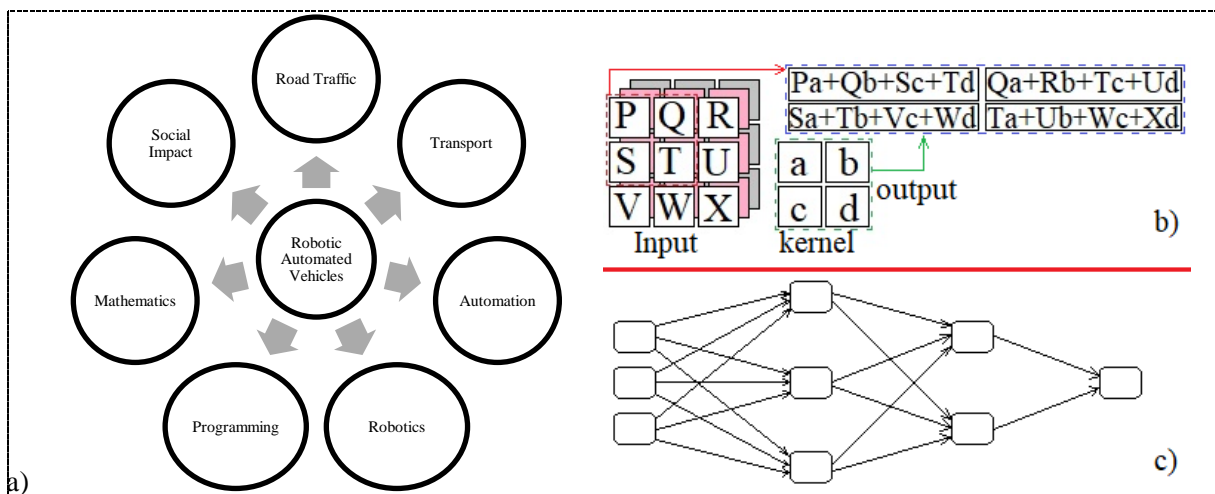 Road Traffic
Social
Impact
Transport
Robotic
Automated
Vehicles
Mathematics
Automation
Programming
Robotics
a)
P Q R
S T U
V W X
Input
Pa+Qb+Sc+Td Qa+Rb+Tc+Ud
Sa+Tb+Vc+Wd Ta+Ub+Wc+Xd
a b
c d
kernel
output
b)
c)